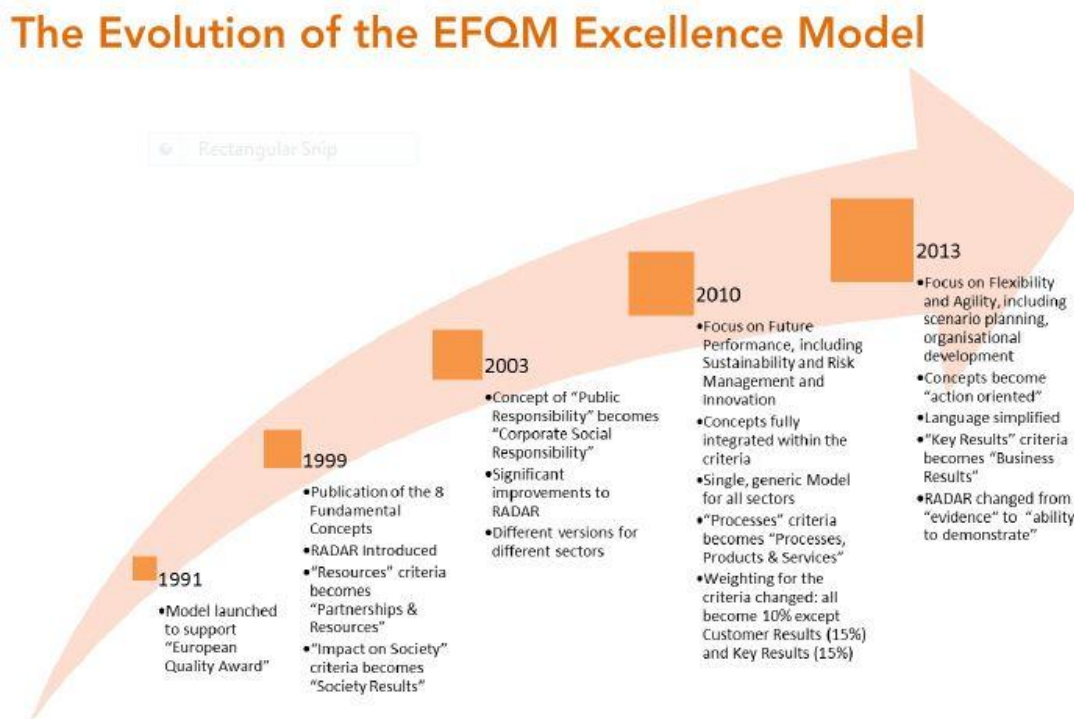 The Evolution of the EFQM Excellence Model
Rectangular Snip
1991
•Model launched
to support
"European
Quality Award"
1999
•Publication of the 8
Fundamental
Concepts
•RADAR Introduced
•"Resources" criteria
becomes
"Partnerships &
Resources"
•"Impact on Society"
criteria becomes
"Society Results"
2003
•Concept of "Public
Responsibility" becomes
"Corporate Social
Responsibility"
•Significant
improvements to
RADAR
•Different versions for
different sectors
2010
•Focus on Future
Performance, including
Sustainability and Risk
Management and
Innovation
•Concepts fully
integrated within the
criteria
•Single, generic Model
for all sectors
•"Processes" criteria
becomes "Processes,
Products & Services"
•Weighting for the
criteria changed: all
become 10% except
Customer Results (15%)
and Key Results (15%)
2013
•Focus on Flexibility
and Agility, including
scenario planning,
organisational
development
•Concepts become
"action oriented"
•Language simplified
•"Key Results" criteria
becomes "Business
Results"
•RADAR changed from
"evidence" to "ability
to demonstrate"